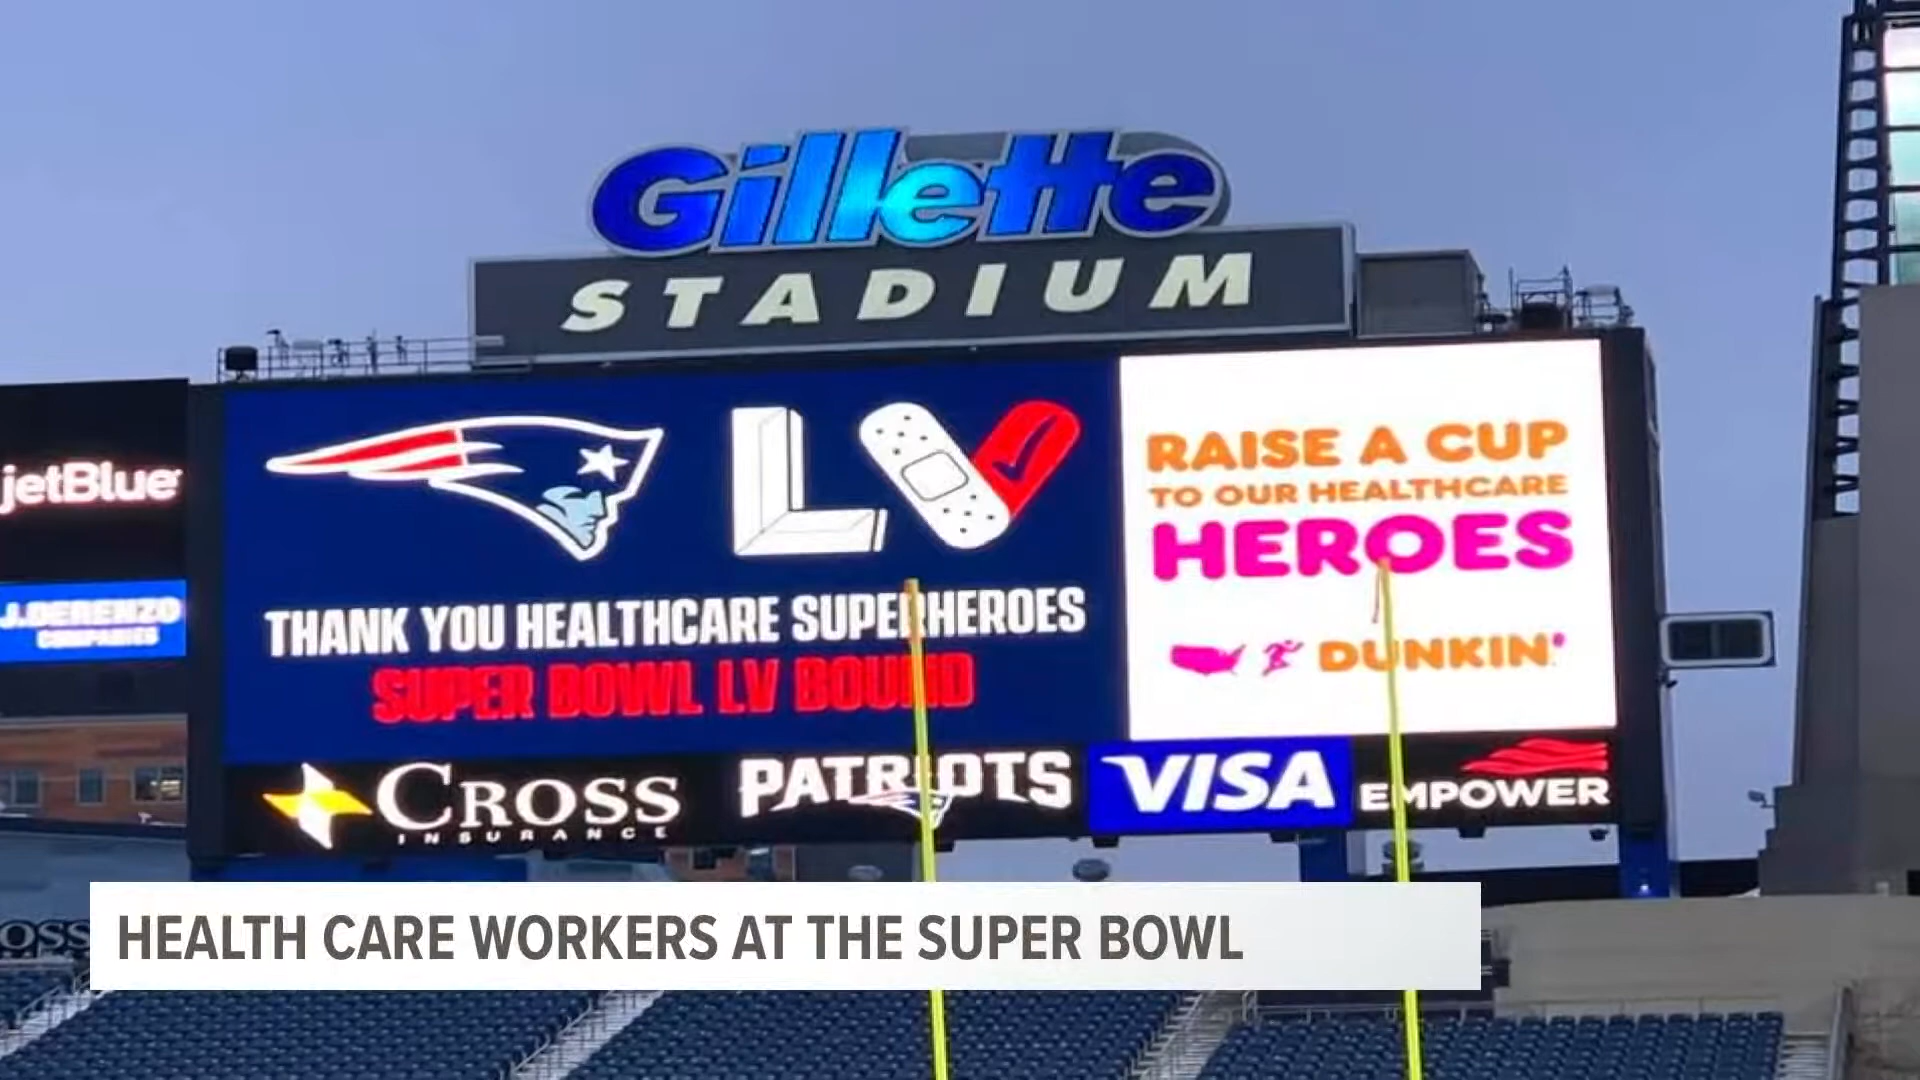 Gillette
STADIUM
jetBlue
J.DERENZO
COMPANIES
LV
THANK YOU HEALTHCARE SUPERHEROES
SUPER BOWL LV BOUND
RAISE A CUP
TO OUR HEALTHCARE
HEROES
DUNKIN'
CROSS
INSURANCE
PATRIOTS
VISA
EMPOWER
OSS
HEALTH CARE WORKERS AT THE SUPER BOWL